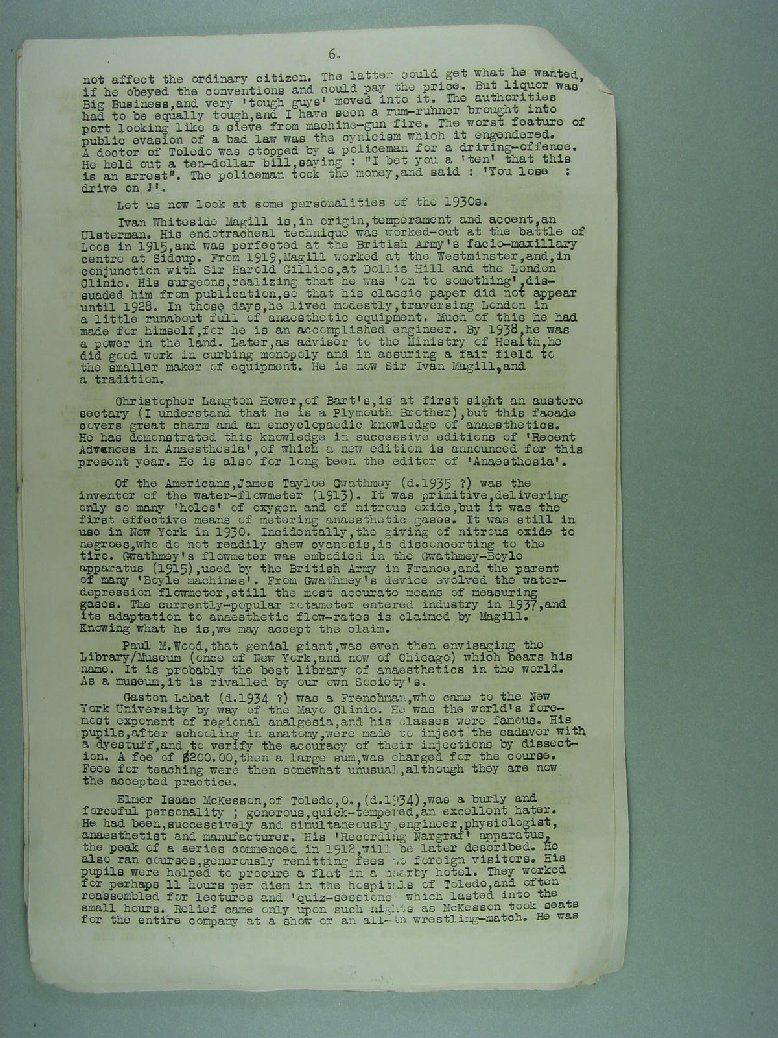 6.
not affect the ordinary citizen. The latter could get what he wanted,
if he obeyed the conventions and could pay the price. But liquor was
Big Business,and very 'tough guys' moved into it. The authorities
had to be equally tough,and I have seen a rum-runner brought into
port looking like a sieve from machine-gun fire. The worst feature of
public evasion of a bad law was the cynicism which it engendered.
A doctor of Toledo was stopped by a policeman for a driving-offence.
He held out a ten-dollar bill,saying : "I bet you a 'ten' that this
is an arrest". The policeman took the money,and said : 'You lose ;
drive on !'.
Let us now look at some personalities of the 1930s.
Ivan Whiteside Magill is,in origin,temperament and accent,an
Ulsterman. His endotracheal technique was worked-out at the battle of
Loos in 1915,and was perfected at the British Army's facio-maxillary
centre at Sidcup. From 1919,Magill worked at the Westminster,and,in
conjunction with Sir Harold Gillies,at Dollis Hill and the London
Clinic. His surgeons,realizing that he was 'on to something',dis-
suaded him from publication,so that his classic paper did not appear
until 1928. In those days,he lived modestly,traversing London in
a little runabout full of anaesthetic equipment. Much of this he had
made for himself,for he is an accomplished engineer. By 1938,he was
a power in the land. Later,as adviser to the Ministry of Health,he
did good work in curbing monopoly and in assuring a fair field to
the smaller maker of equipment. He is now Sir Ivan Magill,and
a tradition.
Christopher Langton Hewer,of Bart's,is at first sight an austere
sectary (I understand that he is a Plymouth Brother),but this facade
covers great charm and an encyclopaedic knowledge of anaesthetics.
He has demonstrated this knowledge in successive editions of 'Recent
Advances in Anaesthesia',of which a new edition is announced for this
present year. He is also for long been the editor of 'Anaesthesia'.
Of the Americans,James Tayloe Gwathmey (d.1935 ?) was the
inventor of the water-flowmeter (1913). It was primitive,delivering
only so many 'holes' of oxygen and of nitrous oxide,but it was the
first effective means of metering anaesthetic gases. It was still in
use in New York in 1930. Incidentally,the giving of nitrous oxide to
negroes,who do not readily shew cyanosis,is disconcerting to the
tiro. Gwathmey's flowmeter was embodied in the Gwathmey-Boyle
apparatus (1915),used by the British Army in France,and the parent
of many 'Boyle machines'. From Gwathmey's device evolved the water-
depression flowmeter,still the most accurate means of measuring
gases. The currently-popular rotameter entered industry in 1937,and
its adaptation to anaesthetic flow-rates is claimed by Magill.
Knowing what he is,we may accept the claim.
Paul M.Wood,that genial giant,was even then envisaging the
Library/Museum (once of New York,and now of Chicago) which bears his
name. It is probably the best library of anaesthetics in the world.
As a museum,it is rivalled by our own Society's.
Gaston Labat (d.1934 ?) was a Frenchman,who came to the New
York University by way of the Mayo Clinic. He was the world's fore-
most exponent of regional analgesia,and his classes were famous. His
pupils,after schooling in anatomy,were made to inject the cadaver with
a dyestuff,and to verify the accuracy of their injections by dissect-
ion. A fee of $200.00,then a large sum,was charged for the course.
Fees for teaching were then somewhat unusual,although they are now
the accepted practice.
Elmer Isaac McKesson,of Toledo,O.,(d.1934),was a burly and
forceful personality ; generous,quick-tempered,an excellent hater.
He had been,successively and simultaneously,engineer,physiologist,
anaesthetist and manufacturer. His 'Recording Nargraf' apparatus,
the peak of a series commenced in 1912,will be later described. He
also ran courses,generously remitting fees to foreign visitors. His
pupils were helped to procure a flat in a nearby hotel. They worked
for perhaps 11 hours per diem in the hospitals of Toledo,and often
reassembled for lectures and 'quiz-sessions' which lasted into the
small hours. Relief came only upon such nights as McKesson took seats
for the entire company at a show or an all-in wrestling-match. He was